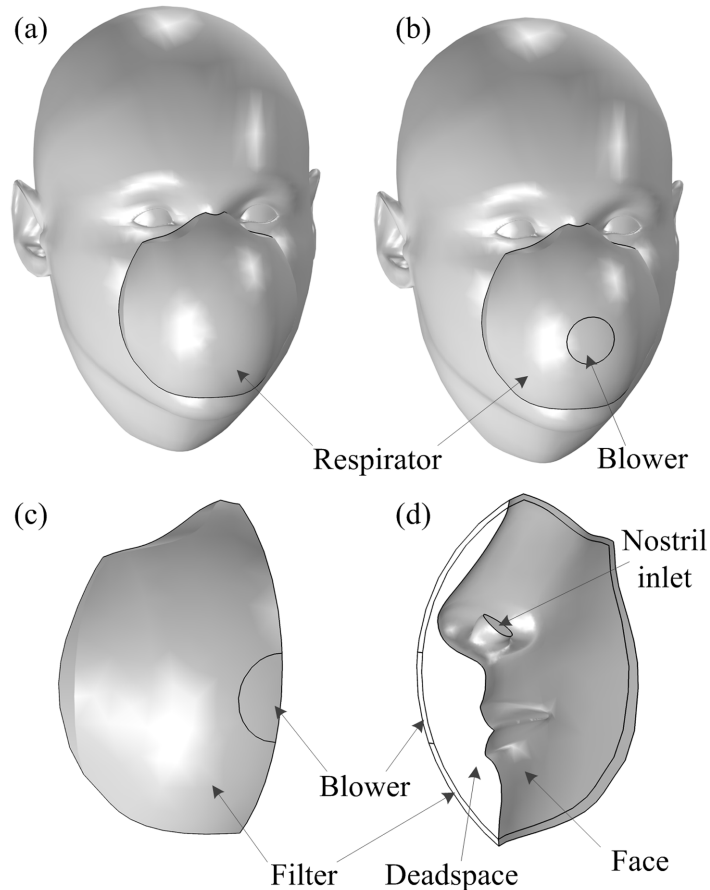 (a)
(b)
Respirator
Blower
(c)
(d)
Nostril
inlet
Blower
Filter
Deadspace
Face